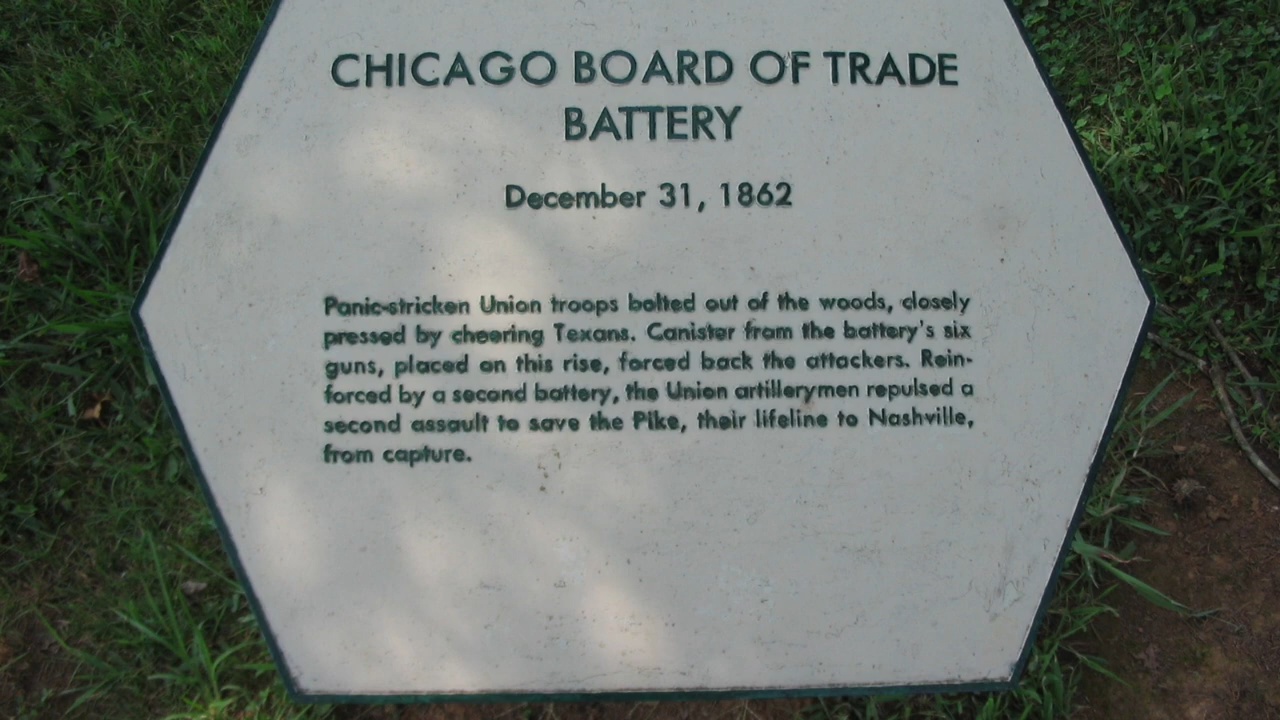 CHICAGO BOARD OF TRADE
BATTERY
December 31, 1862
Panic-stricken Union troops bolted out of the woods, closely
pressed by cheering Texans. Canister from the battery's six
guns, placed on this rise, forced back the attackers. Rein-
forced by a second battery, the Union artillerymen repulsed a
second assault to save the Pike, their lifeline to Nashville,
from capture.